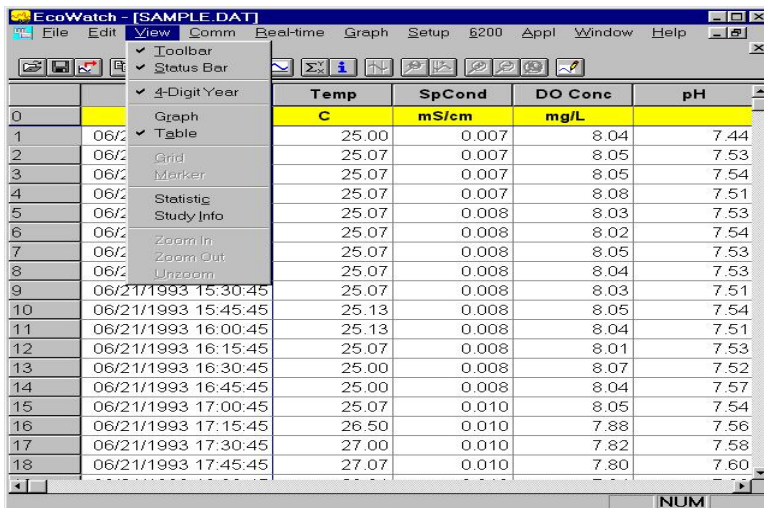 EcoWatch - [SAMPLE.DAT]
File Edit View Comm Real-time Graph Setup 6200 Appl Window Help
Toolbar
Status Bar
4-Digit Year
Graph
Table
Grid
Marker
Statistic
Study Info
Zoom In
Zoom Out
Unzoom
Temp SpCond DO Conc pH
0 C mS/cm mg/L
1 06/2 25.00 0.007 8.04 7.44
2 06/2 25.07 0.007 8.05 7.53
3 06/2 25.07 0.007 8.05 7.54
4 06/2 25.07 0.007 8.08 7.51
5 06/2 25.07 0.008 8.03 7.53
6 06/2 25.07 0.008 8.02 7.54
7 06/2 25.07 0.008 8.05 7.53
8 06/2 25.07 0.008 8.04 7.53
9 06/21/1993 15:30:45 25.07 0.008 8.03 7.51
10 06/21/1993 15:45:45 25.13 0.008 8.05 7.54
11 06/21/1993 16:00:45 25.13 0.008 8.04 7.51
12 06/21/1993 16:15:45 25.07 0.008 8.01 7.53
13 06/21/1993 16:30:45 25.00 0.008 8.07 7.52
14 06/21/1993 16:45:45 25.00 0.008 8.04 7.57
15 06/21/1993 17:00:45 25.07 0.010 8.05 7.54
16 06/21/1993 17:15:45 26.50 0.010 7.88 7.56
17 06/21/1993 17:30:45 27.00 0.010 7.82 7.58
18 06/21/1993 17:45:45 27.07 0.010 7.80 7.60
NUM